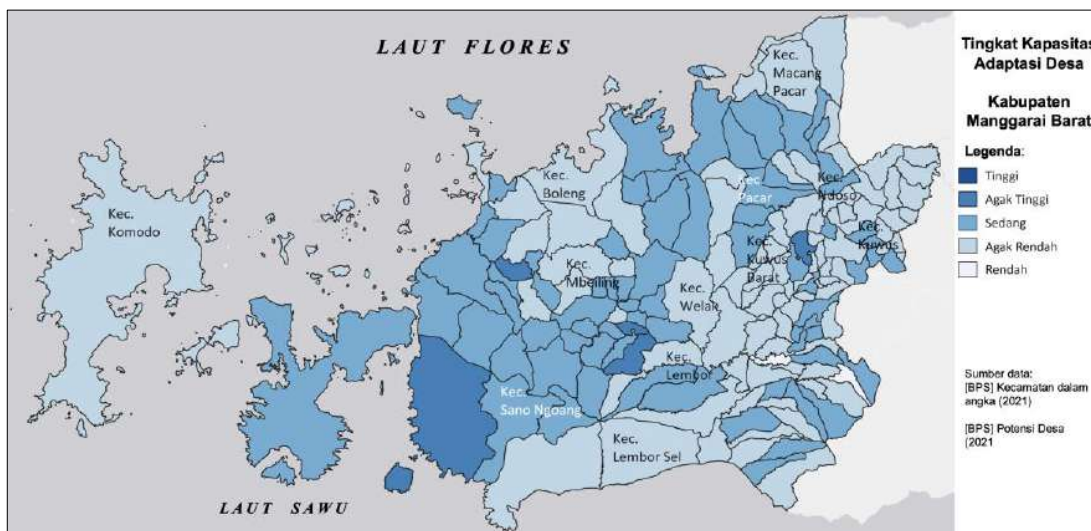 LAUT FLORES
Kec.
Macang
Pacar
Kec.
Boleng
Kec.
Pacar
Kec.
Ndoso
Kec.
Komodo
Kec.
Kuwus
Kec.
Kuwus
Barat
Kec.
Mbeiling
Kec.
Welak
Kec.
Lembor
Kec.
Sano Ngoang
Kec.
Lembor Sel
LAUT SAWU
Tingkat Kapasitas
Adaptasi Desa
Kabupaten
Manggarai Barat
Legenda:
Tinggi
Agak Tinggi
Sedang
Agak Rendah
Rendah
Sumber data:
[BPS] Kecamatan dalam
angka (2021)
[BPS] Potensi Desa
(2021